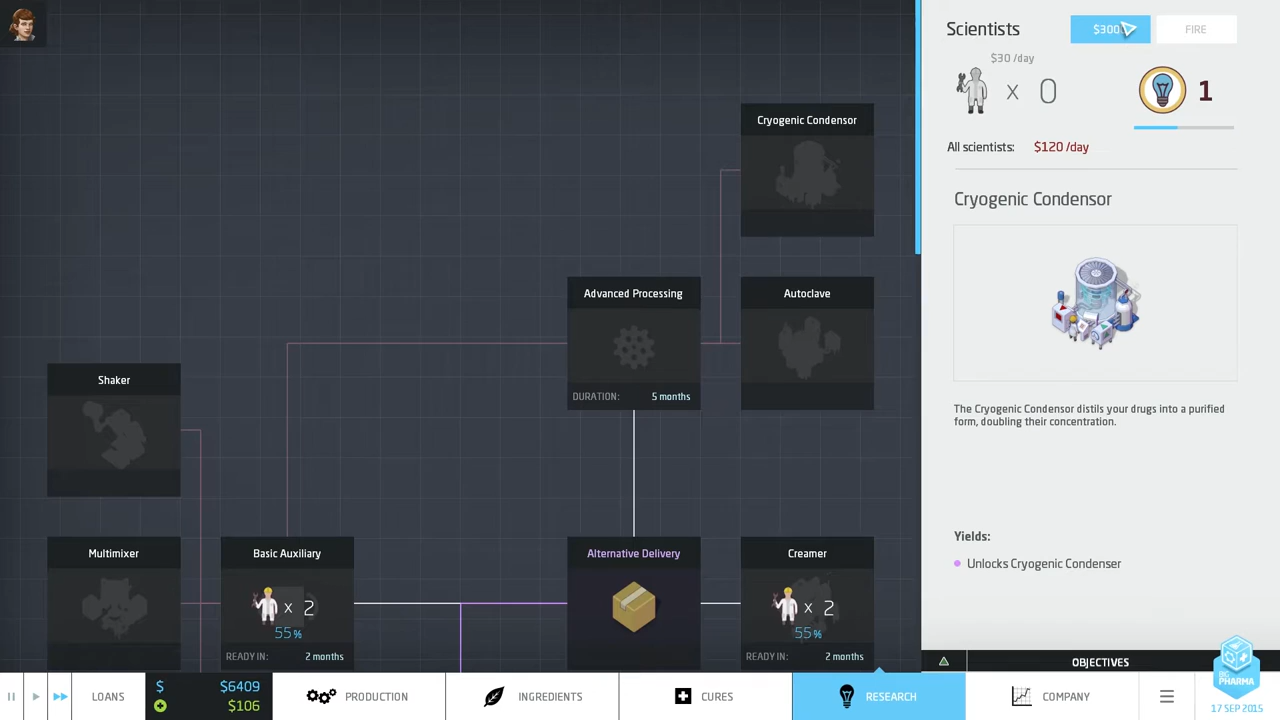 Scientists
$300
FIRE
$30 /day
x 0
1
All scientists: $120 /day
Cryogenic Condensor
Cryogenic Condensor
Advanced Processing
Autoclave
DURATION: 5 months
Shaker
The Cryogenic Condensor distils your drugs into a purified
form, doubling their concentration.
Multimixer
Basic Auxiliary
Alternative Delivery
Creamer
x 2
55%
READY IN: 2 months
x 2
55%
READY IN: 2 months
Yields:
Unlocks Cryogenic Condenser
OBJECTIVES
LOANS
$ $6409
$106
PRODUCTION
INGREDIENTS
CURES
RESEARCH
COMPANY
BIG
PHARMA
17 SEP 2015